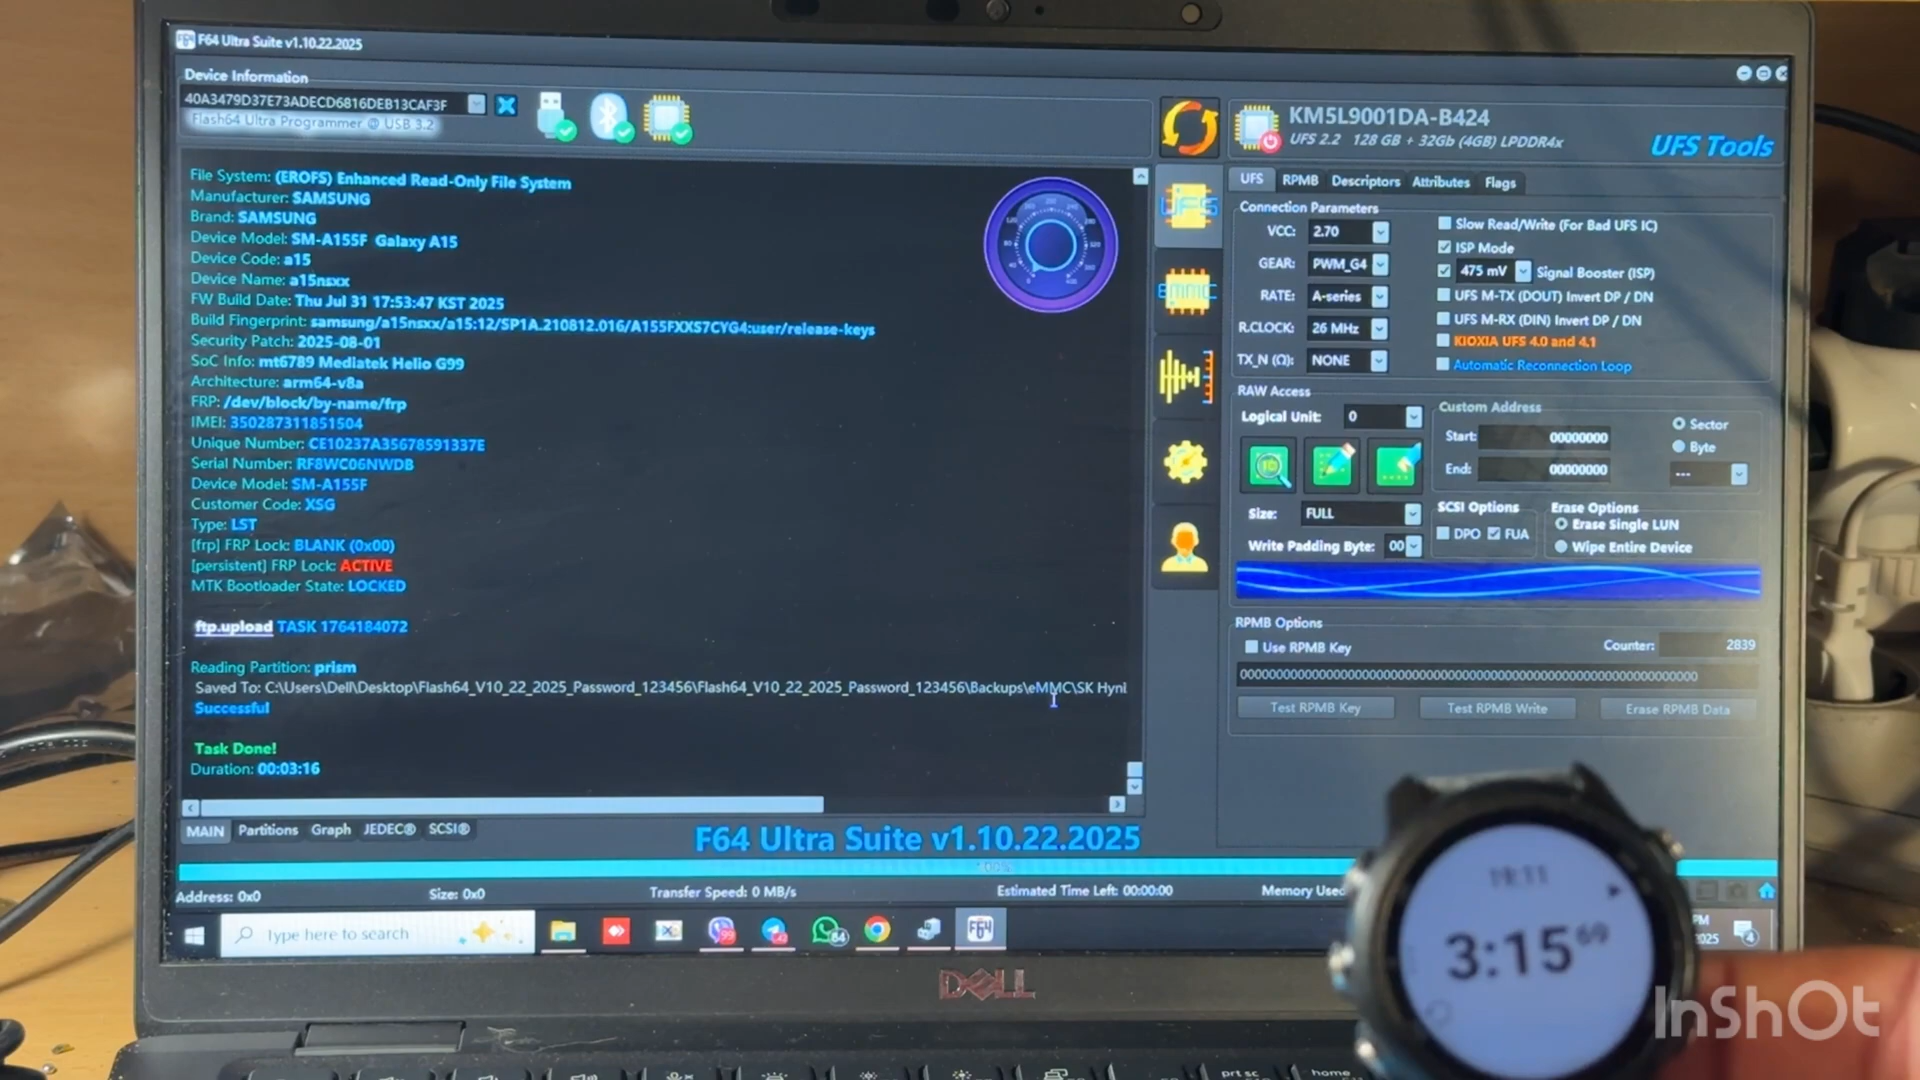 F64 Ultra Suite v1.10.22.2025
Device Information
40A3479D37E73ADECD6816DEB13CAF3F
Flash64 Ultra Programmer @ USB 3.2
File System: (EROFS) Enhanced Read-Only File System
Manufacturer: SAMSUNG
Brand: SAMSUNG
Device Model: SM-A155F Galaxy A15
Device Code: a15
Device Name: a15nsxx
FW Build Date: Thu Jul 31 17:53:47 KST 2025
Build Fingerprint: samsung/a15nsxx/a15:12/SP1A.210812.016/A155FXXS7CYG4:user/release-keys
Security Patch: 2025-08-01
SoC Info: mt6789 Mediatek Helio G99
Architecture: arm64-v8a
FRP: /dev/block/by-name/frp
IMEI: 350287311851504
Unique Number: CE10237A35678591337E
Serial Number: RF8WC06NWDB
Device Model: SM-A155F
Customer Code: XSG
Type: LST
[frp] FRP Lock: BLANK (0x00)
[persistent] FRP Lock: ACTIVE
MTK Bootloader State: LOCKED
ftp.upload TASK 1764184072
Reading Partition: prism
Saved To: C:\Users\Dell\Desktop\Flash64_V10_22_2025_Password_123456\Flash64_V10_22_2025_Password_123456\Backups\eMMC\SK Hyni
Successful
Task Done!
Duration: 00:03:16
MAIN Partitions Graph JEDEC® SCSI®
F64 Ultra Suite v1.10.22.2025
Address: 0x0 Size: 0x0 Transfer Speed: 0 MB/s Estimated Time Left: 00:00:00 Memory Used
KM5L9001DA-B424
UFS 2.2 128 GB + 32Gb (4GB) LPDDR4x
UFS Tools
UFS
eMMC
UFS RPMB Descriptors Attributes Flags
Connection Parameters
VCC: 2.70
GEAR: PWM_G4
RATE: A-series
R.CLOCK: 26 MHz
TX_N (Ω): NONE
Slow Read/Write (For Bad UFS IC)
ISP Mode
475 mV Signal Booster (ISP)
UFS M-TX (DOUT) Invert DP / DN
UFS M-RX (DIN) Invert DP / DN
KIOXIA UFS 4.0 and 4.1
Automatic Reconnection Loop
RAW Access
Logical Unit: 0
Custom Address
Start: 00000000
End: 00000000
Sector
Byte
---
Size: FULL
Write Padding Byte: 00
SCSI Options
DPO FUA
Erase Options
Erase Single LUN
Wipe Entire Device
RPMB Options
Use RPMB Key
Counter: 2839
Test RPMB Key Test RPMB Write Erase RPMB Data
Type here to search
99
84
F64
PM
2025
4
DELL
19:11
3:15 69
prt sc
home
InShOt